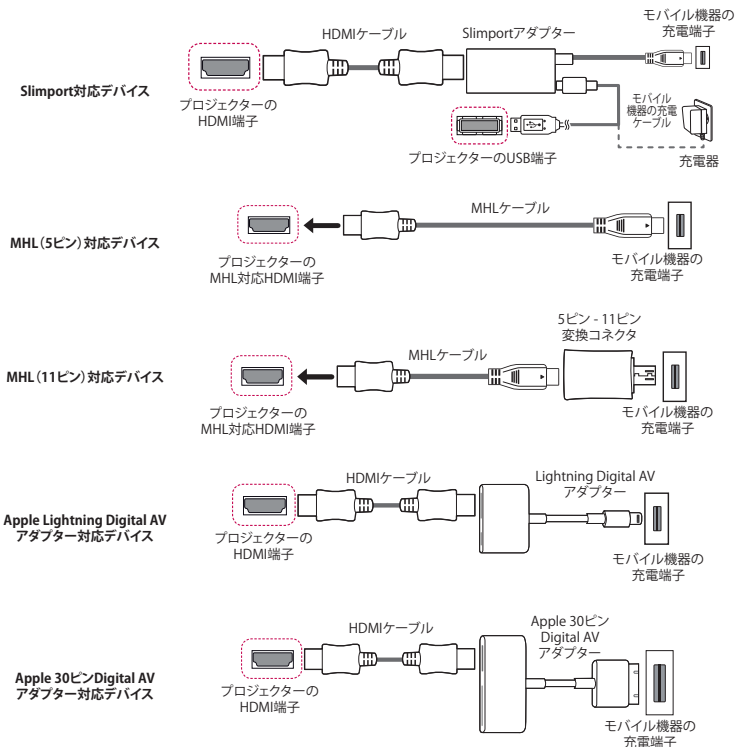 Slimport対応デバイス
HDMIケーブル
Slimportアダプター
モバイル機器の
充電端子
プロジェクターの
HDMI端子
プロジェクターのUSB端子
モバイル
機器の充電
ケーブル
充電器
MHL（5ピン）対応デバイス
MHLケーブル
プロジェクターの
MHL対応HDMI端子
モバイル機器の
充電端子
MHL（11ピン）対応デバイス
MHLケーブル
5ピン - 11ピン
変換コネクタ
プロジェクターの
MHL対応HDMI端子
モバイル機器の
充電端子
Apple Lightning Digital AV
アダプター対応デバイス
HDMIケーブル
Lightning Digital AV
アダプター
プロジェクターの
HDMI端子
モバイル機器の
充電端子
Apple 30ピンDigital AV
アダプター対応デバイス
HDMIケーブル
Apple 30ピン
Digital AV
アダプター
プロジェクターの
HDMI端子
モバイル機器の
充電端子